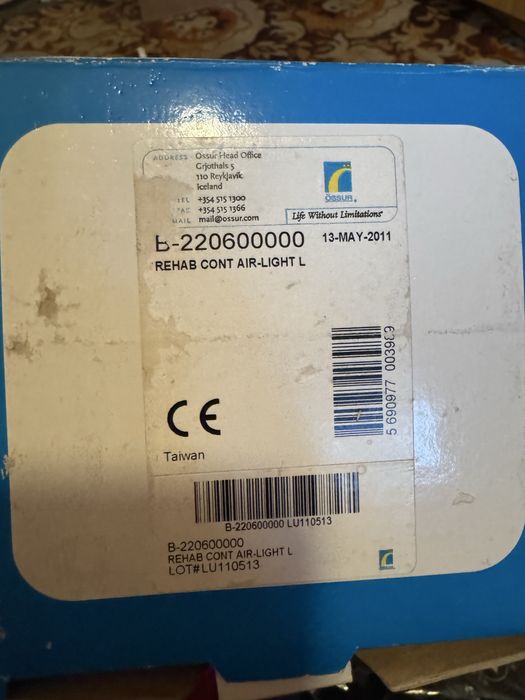 ADDRESS Ossur Head Office
Grjothals 5
110 Reykjavik
Iceland
TEL +354 515 1300
FAX +354 515 1366
MAIL mail@ossur.com
ÖSSUR®
Life Without Limitations®
B-220600000 13-MAY-2011
REHAB CONT AIR-LIGHT L
5 690977 003989
CE
Taiwan
B-220600000 LU110513
B-220600000
REHAB CONT AIR-LIGHT L
LOT#LU110513